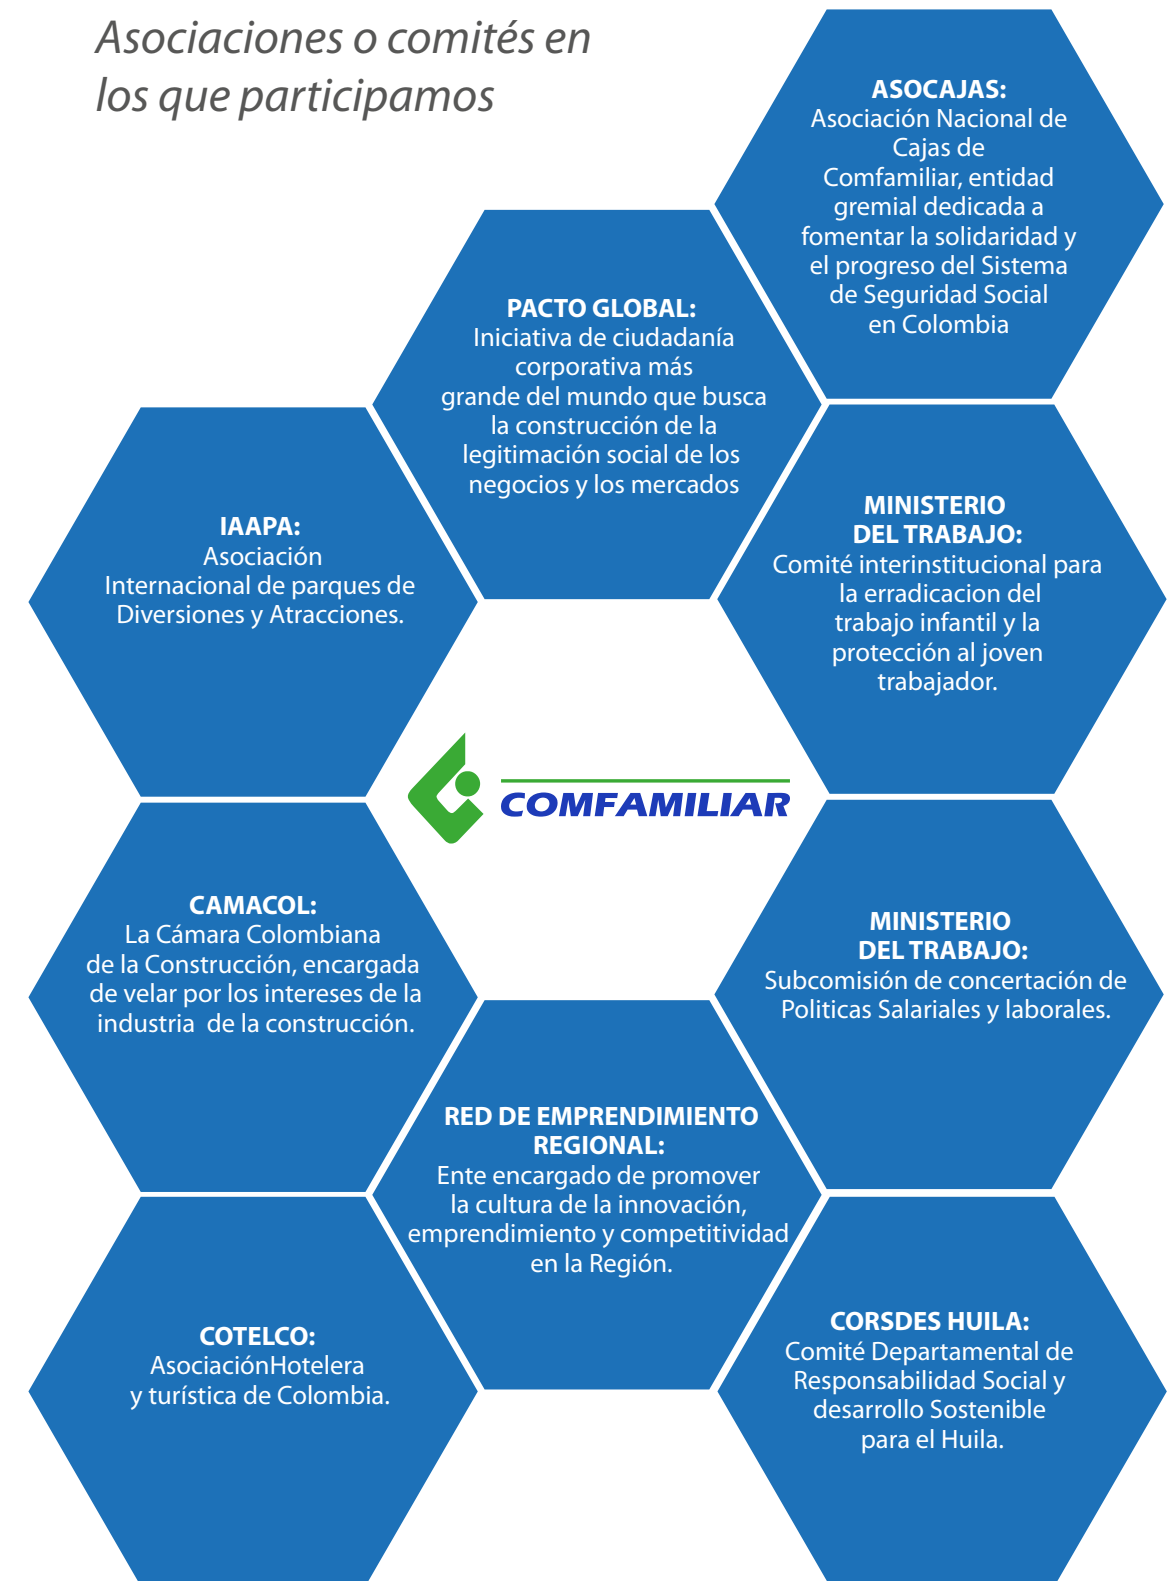 Asociaciones o comités en
los que participamos
ASOCAJAS:
Asociación Nacional de
Cajas de
Comfamiliar, entidad
gremial dedicada a
fomentar la solidaridad y
el progreso del Sistema
de Seguridad Social
en Colombia
PACTO GLOBAL:
Iniciativa de ciudadanía
corporativa más
grande del mundo que busca
la construcción de la
legitimación social de los
negocios y los mercados
MINISTERIO
DEL TRABAJO:
Comité interinstitucional para
la erradicacion del
trabajo infantil y la
protección al joven
trabajador.
IAAPA:
Asociación
Internacional de parques de
Diversiones y Atracciones.
COMFAMILIAR
CAMACOL:
La Cámara Colombiana
de la Construcción, encargada
de velar por los intereses de la
industria  de la construcción.
MINISTERIO
DEL TRABAJO:
Subcomisión de concertación de
Politicas Salariales y laborales.
RED DE EMPRENDIMIENTO
REGIONAL:
Ente encargado de promover
la cultura de la innovación,
emprendimiento y competitividad
en la Región.
COTELCO:
AsociaciónHotelera
y turística de Colombia.
CORSDES HUILA:
Comité Departamental de
Responsabilidad Social y
desarrollo Sostenible
para el Huila.